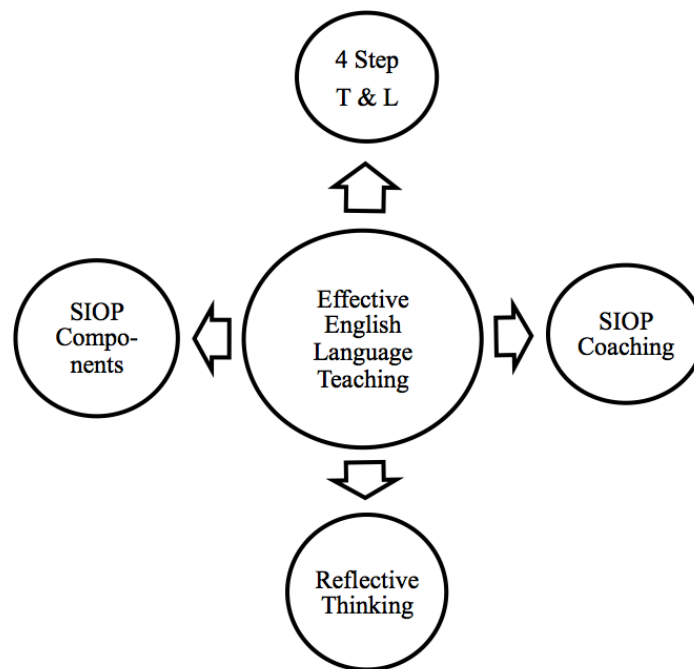 4 Step
T & L
SIOP
Compo-
nents
Effective
English
Language
Teaching
SIOP
Coaching
Reflective
Thinking